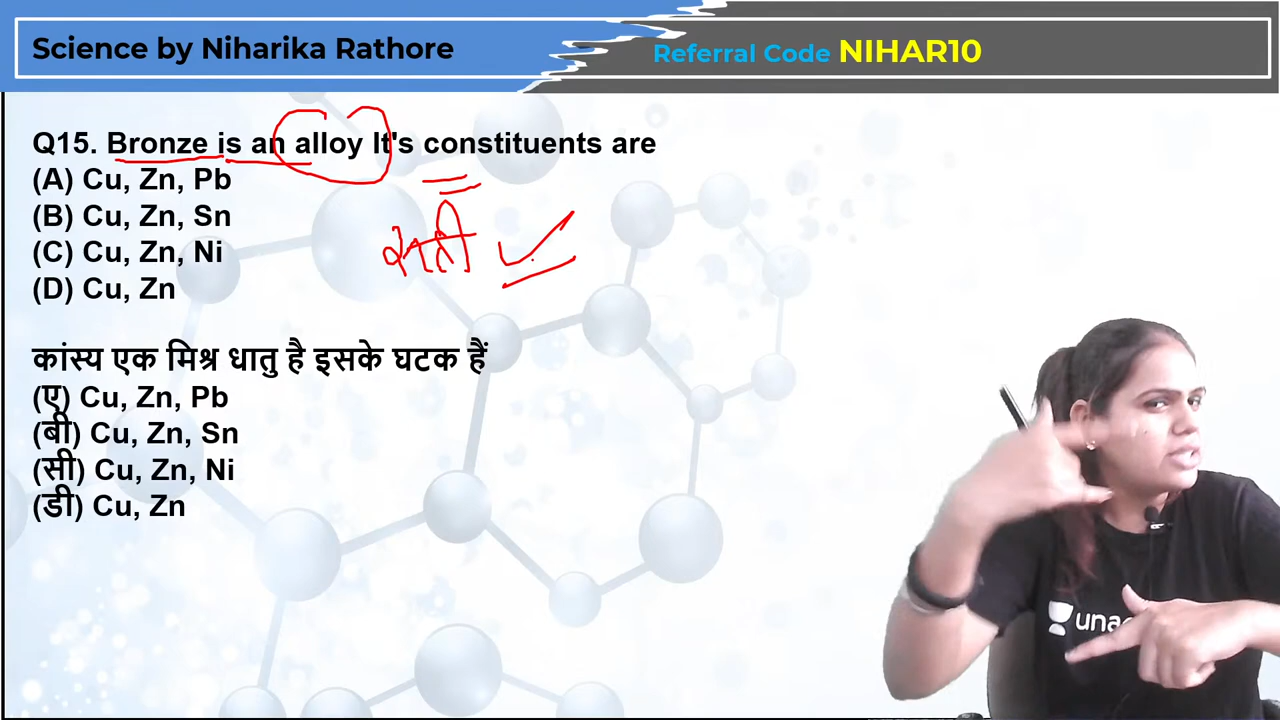 Science by Niharika Rathore
Referral Code NIHAR10
Q15. Bronze is an alloy It's constituents are
(A) Cu, Zn, Pb
(B) Cu, Zn, Sn
(C) Cu, Zn, Ni
(D) Cu, Zn
कांस्य एक मिश्र धातु है इसके घटक हैं
(ए) Cu, Zn, Pb
(बी) Cu, Zn, Sn
(सी) Cu, Zn, Ni
(डी) Cu, Zn